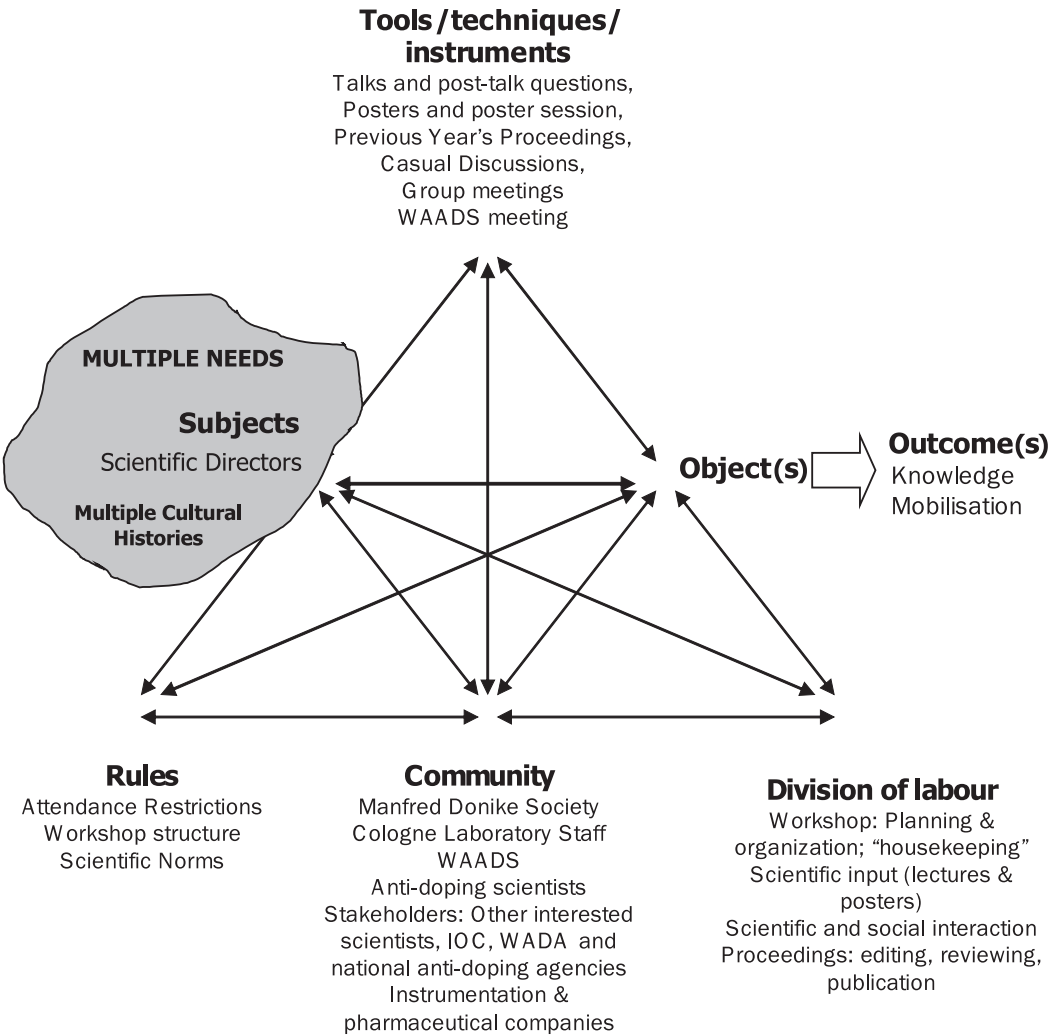 Tools/techniques/
instruments
Talks and post-talk questions,
Posters and poster session,
Previous Year's Proceedings,
Casual Discussions,
Group meetings
WAADS meeting
MULTIPLE NEEDS
Subjects
Scientific Directors
Multiple Cultural
Histories
Object(s)
Outcome(s)
Knowledge
Mobilisation
Rules
Attendance Restrictions
Workshop structure
Scientific Norms
Community
Manfred Donike Society
Cologne Laboratory Staff
WAADS
Anti-doping scientists
Stakeholders: Other interested
scientists, IOC, WADA and
national anti-doping agencies
Instrumentation &
pharmaceutical companies
Division of labour
Workshop: Planning &
organization; “housekeeping”
Scientific input (lectures &
posters)
Scientific and social interaction
Proceedings: editing, reviewing,
publication